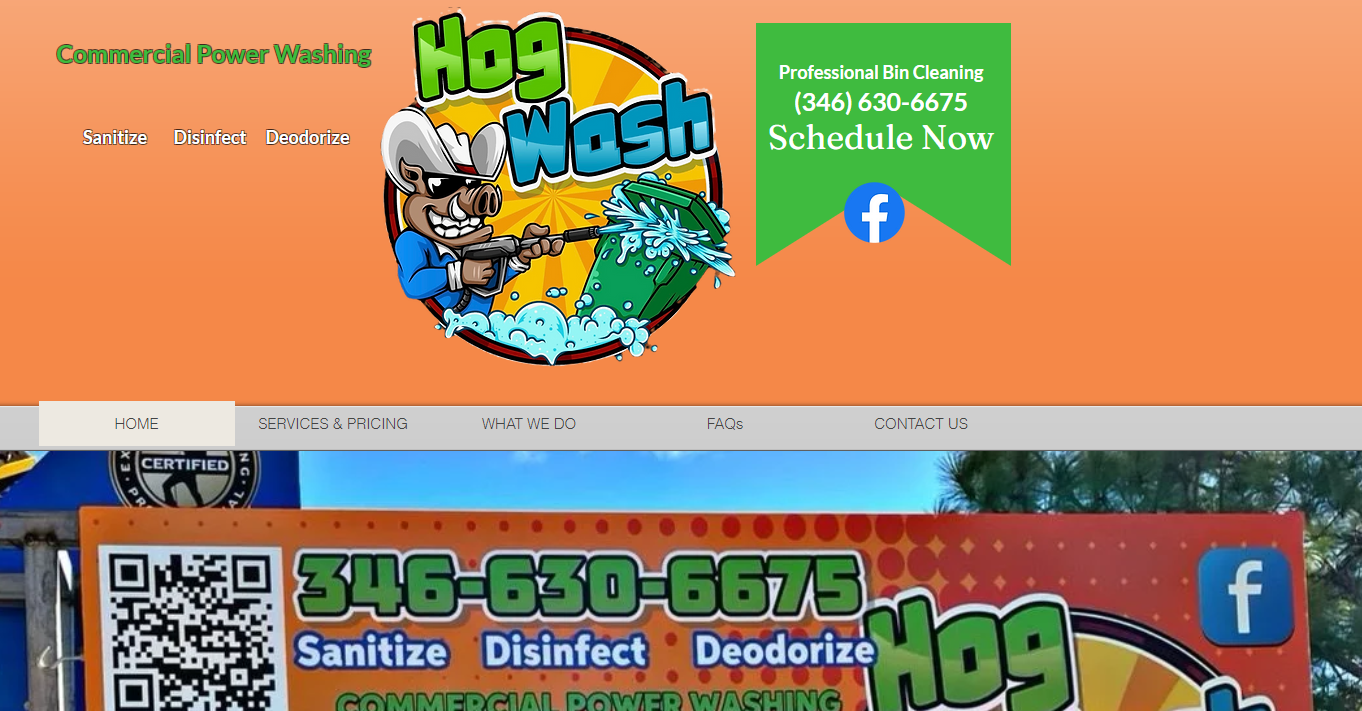 Commercial Power Washing
Sanitize Disinfect Deodorize
Hog
Wash
Professional Bin Cleaning
(346) 630-6675
Schedule Now
HOME SERVICES & PRICING WHAT WE DO FAQs CONTACT US
CERTIFIED
346-630-6675
Sanitize Disinfect Deodorize
COMMERCIAL POWER WASHING
Hog